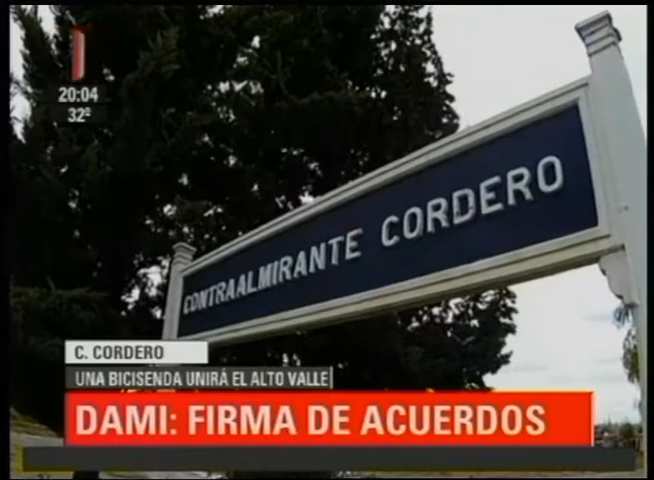 20:04
32º
CONTRAALMIRANTE CORDERO
C. CORDERO
UNA BICISENDA UNIRÁ EL ALTO VALLE
DAMI: FIRMA DE ACUERDOS